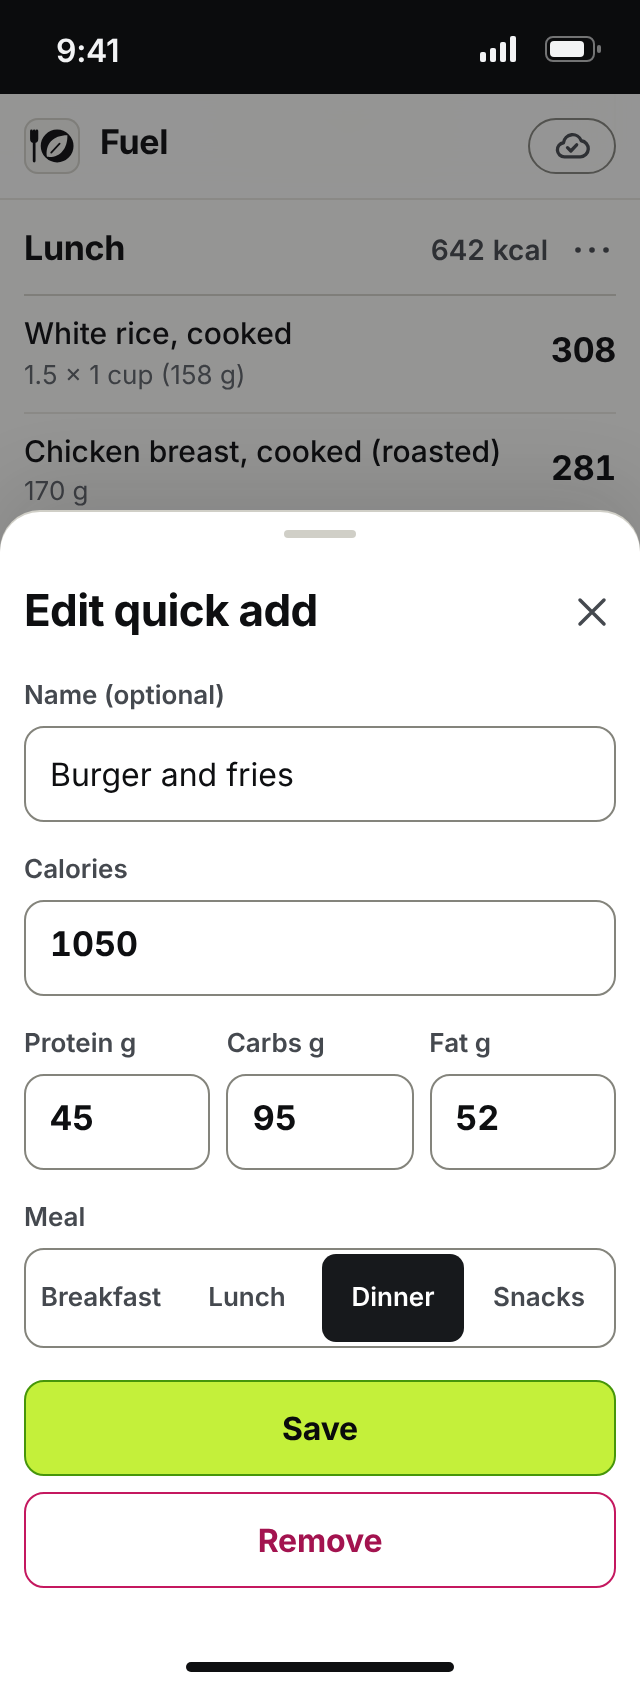 9:41
Fuel
Lunch 642 kcal ···
White rice, cooked 308
1.5 × 1 cup (158 g)
Chicken breast, cooked (roasted) 281
170 g
Edit quick add
Name (optional)
Burger and fries
Calories
1050
Protein g Carbs g Fat g
45 95 52
Meal
Breakfast Lunch Dinner Snacks
Save
Remove